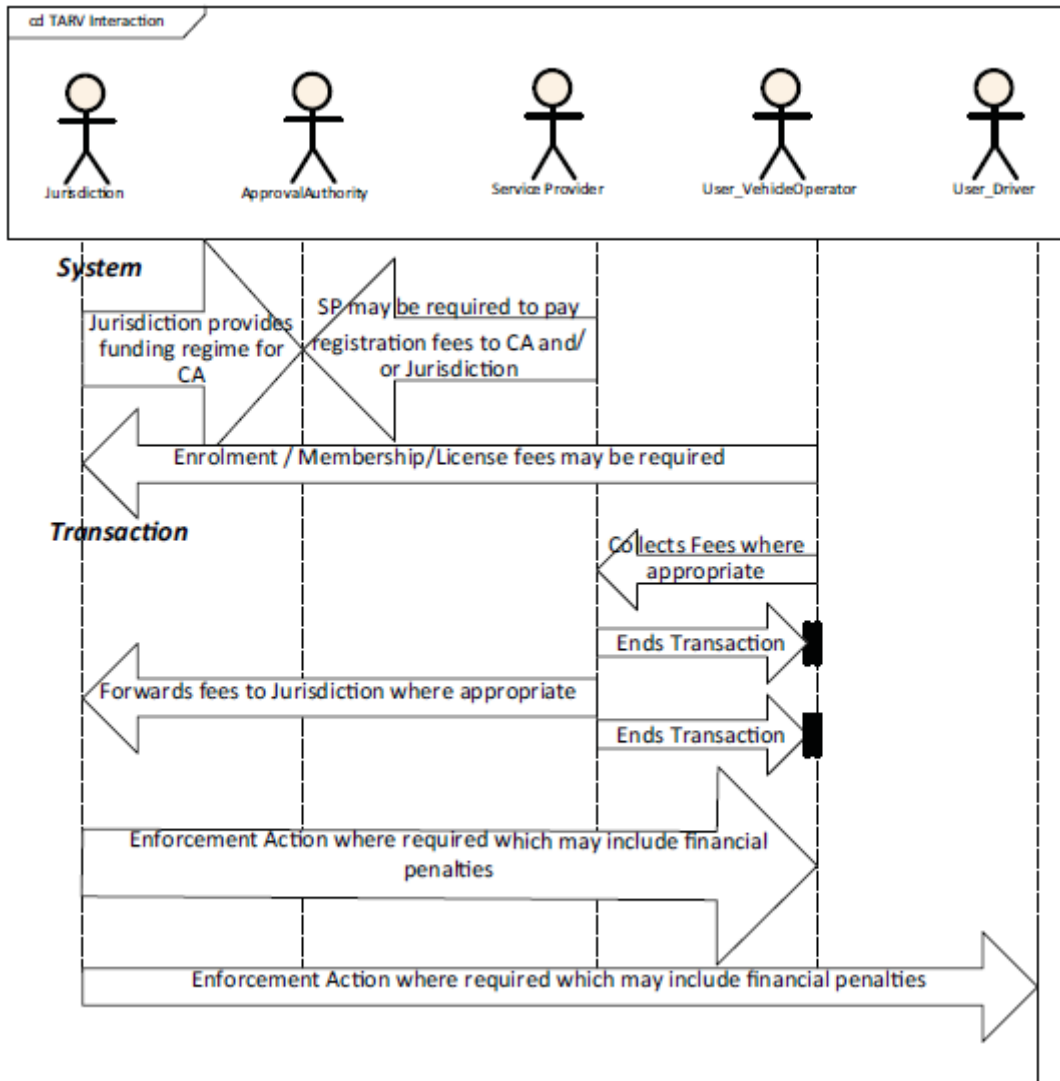 cd TARV Interaction
Jurisdiction
ApprovalAuthority
Service Provider
User_VehicleOperator
User_Driver
System
Jurisdiction provides
funding regime for
CA
SP may be required to pay
registration fees to CA and/
or Jurisdiction
Enrolment / Membership/License fees may be required
Transaction
Collects Fees where
appropriate
Ends Transaction
Forwards fees to Jurisdiction where appropriate
Ends Transaction
Enforcement Action where required which may include financial
penalties
Enforcement Action where required which may include financial penalties